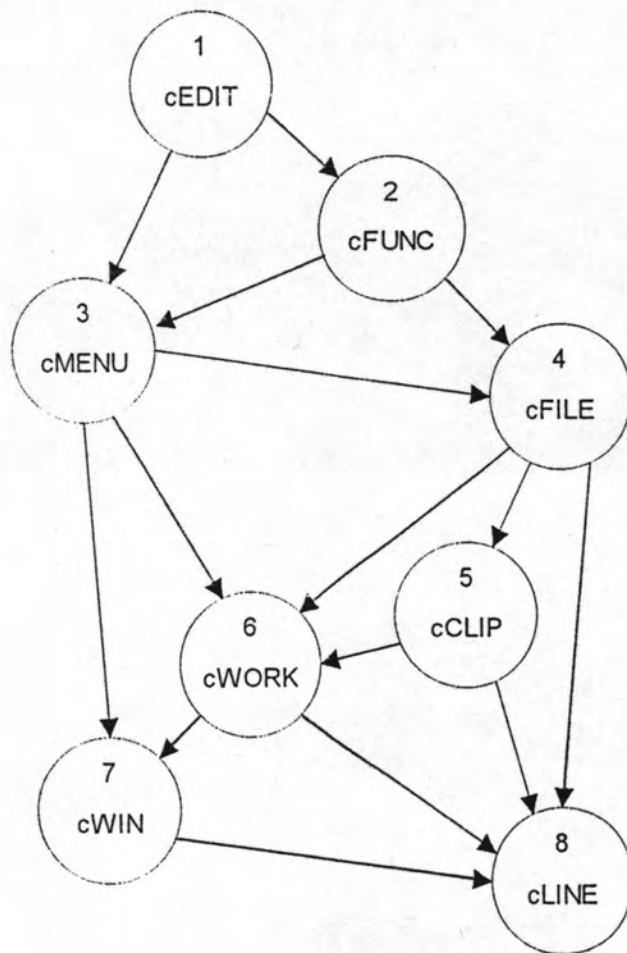 1
cEDIT
2
cFUNC
3
cMENU
4
cFILE
5
cCLIP
6
cWORK
7
cWIN
8
cLINE